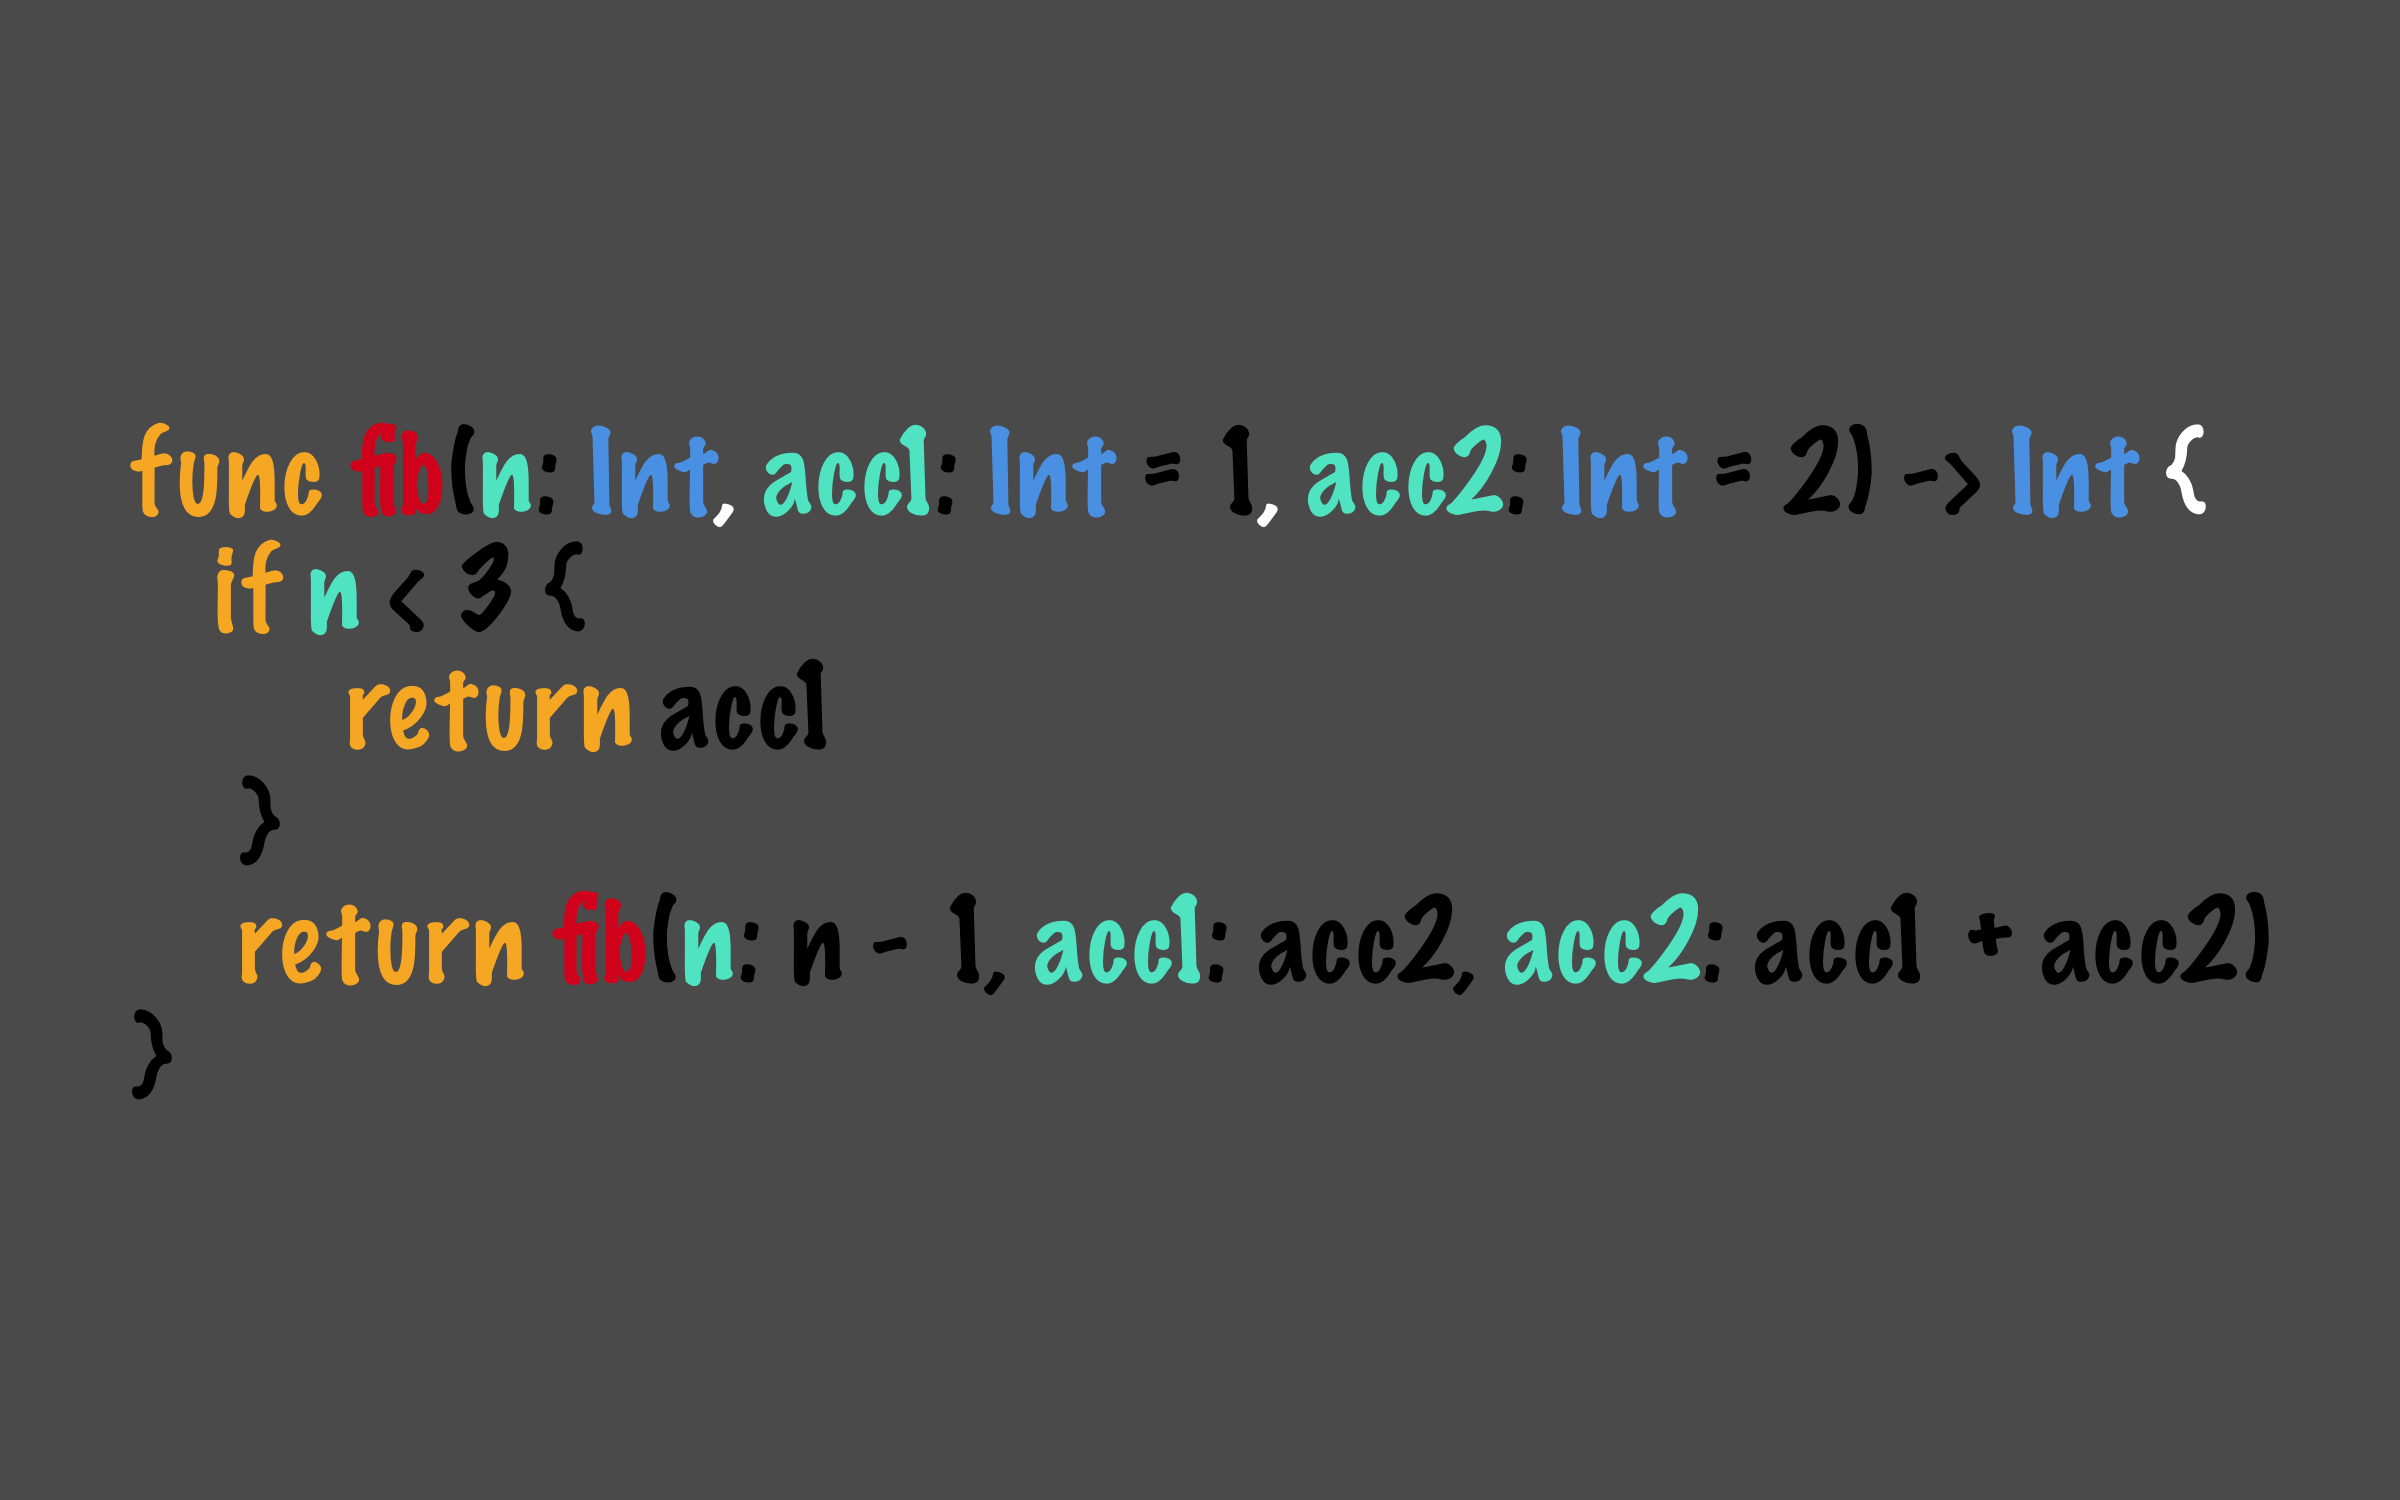 func fib(n: Int, acc1: Int = 1, acc2: Int = 2) -> Int {
if n < 3 {
return acc1
}
return fib(n: n - 1, acc1: acc2, acc2: acc1 + acc2)
}